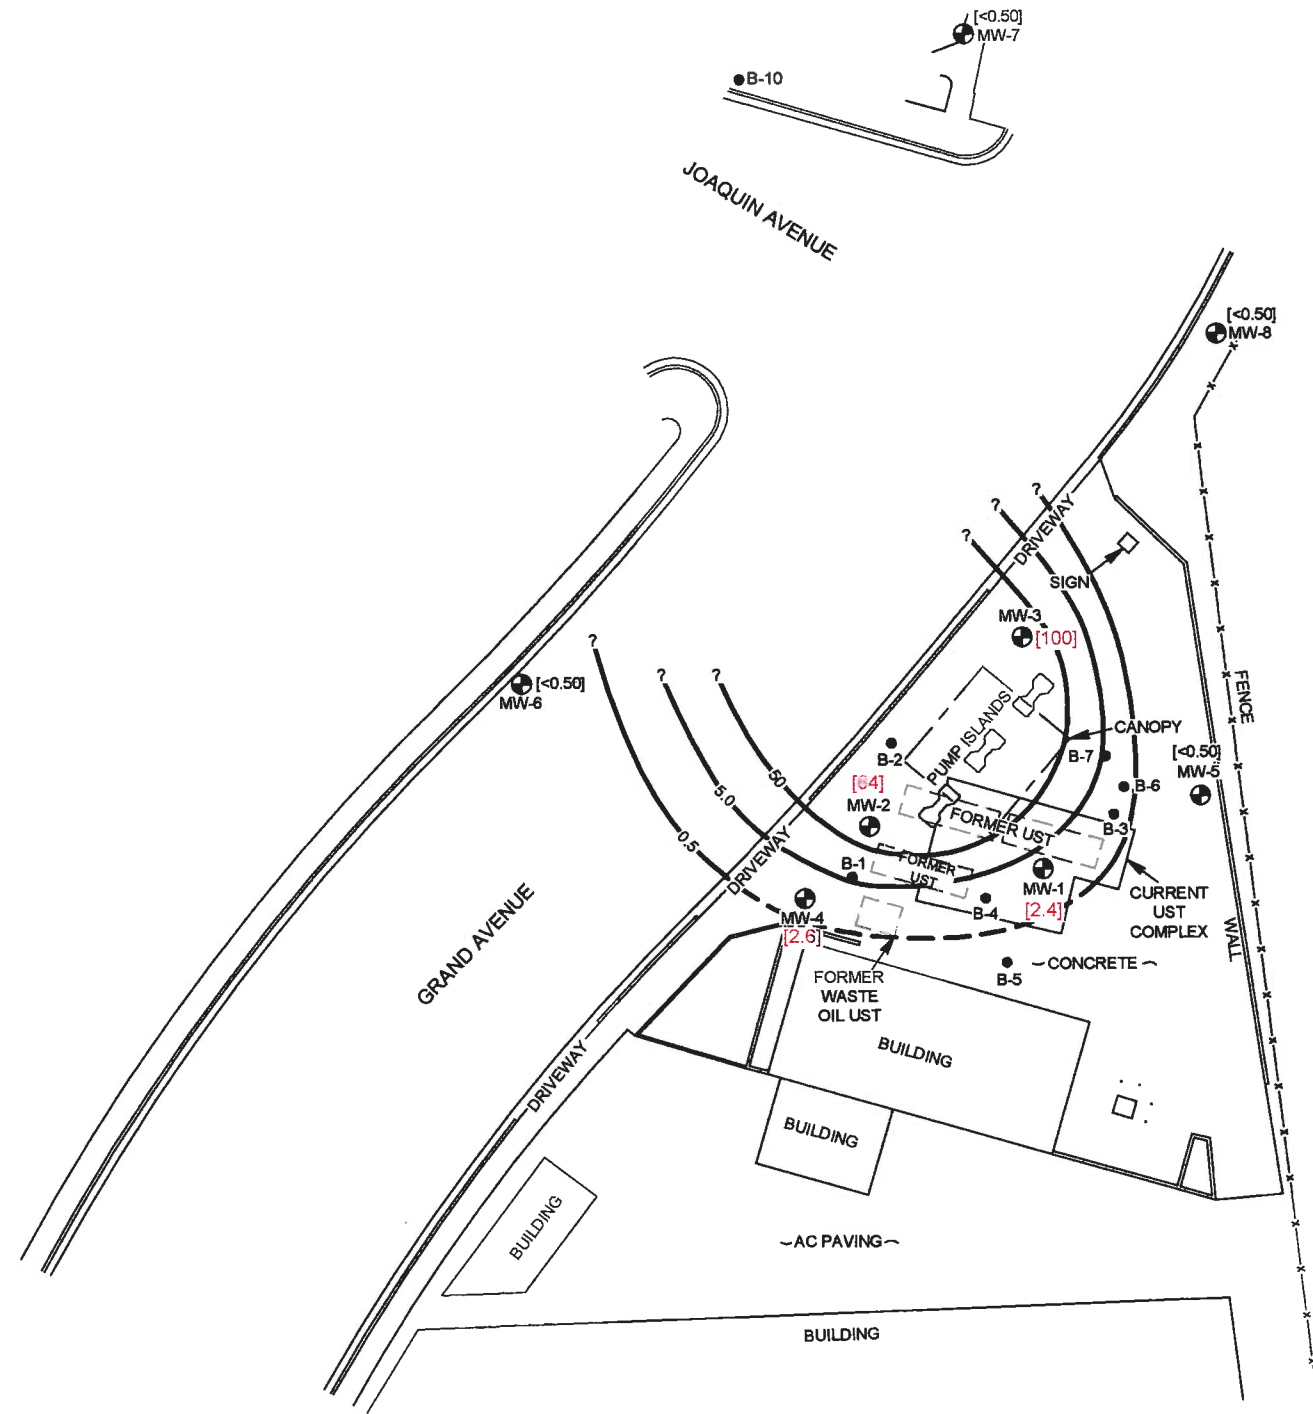 [<0.50]
MW-7
B-10
JOAQUIN AVENUE
[<0.50]
MW-8
?
?
?
DRIVEWAY
SIGN
MW-3
[100]
?
?
?
[<0.50]
MW-6
FENCE
PUMP ISLANDS
CANOPY
B-2
B-7
[<0.50]
MW-5
50
5.0
0.5
[64]
MW-2
B-6
B-3
FORMER UST
DRIVEWAY
B-1
FORMER
UST
MW-1
[2.4]
B-4
CURRENT
UST
COMPLEX
GRAND AVENUE
MW-4
[2.6]
WALL
B-5
CONCRETE
FORMER
WASTE
OIL UST
BUILDING
DRIVEWAY
BUILDING
BUILDING
AC PAVING
BUILDING